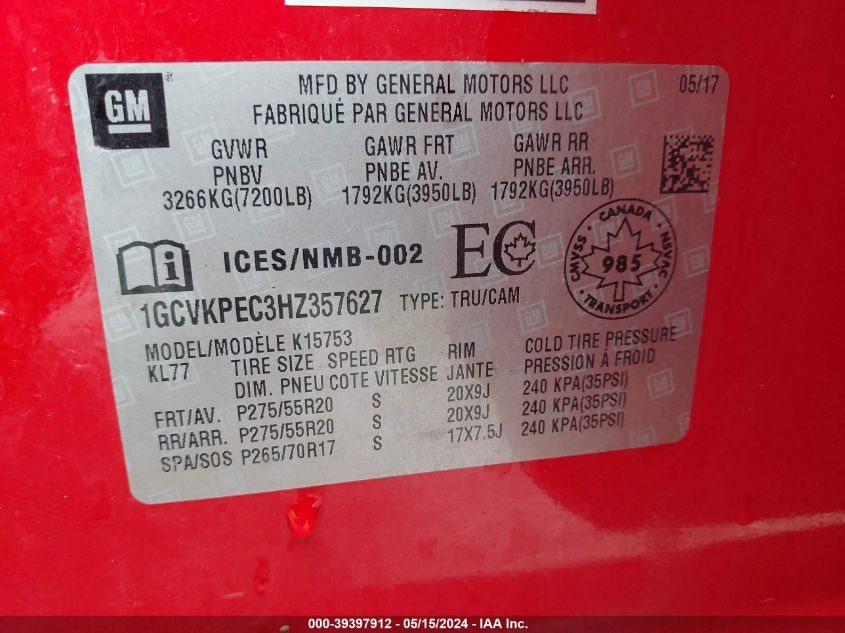 GM
MFD BY GENERAL MOTORS LLC 05/17
FABRIQUÉ PAR GENERAL MOTORS LLC
GVWR GAWR FRT GAWR RR
PNBV PNBE AV. PNBE ARR.
3266KG(7200LB) 1792KG(3950LB) 1792KG(3950LB)
i ICES/NMB-002 EC CANADA CMVSS 985 NSVAC TRANSPORT
1GCVKPEC3HZ357627 TYPE: TRU/CAM
MODEL/MODÈLE K15753
KL77 TIRE SIZE SPEED RTG RIM COLD TIRE PRESSURE
DIM. PNEU COTE VITESSE JANTE PRESSION À FROID
FRT/AV. P275/55R20 S 20X9J 240 KPA(35PSI)
RR/ARR. P275/55R20 S 20X9J 240 KPA(35PSI)
SPA/SOS P265/70R17 S 17X7.5J 240 KPA(35PSI)
000-39397912 - 05/15/2024 - IAA Inc.